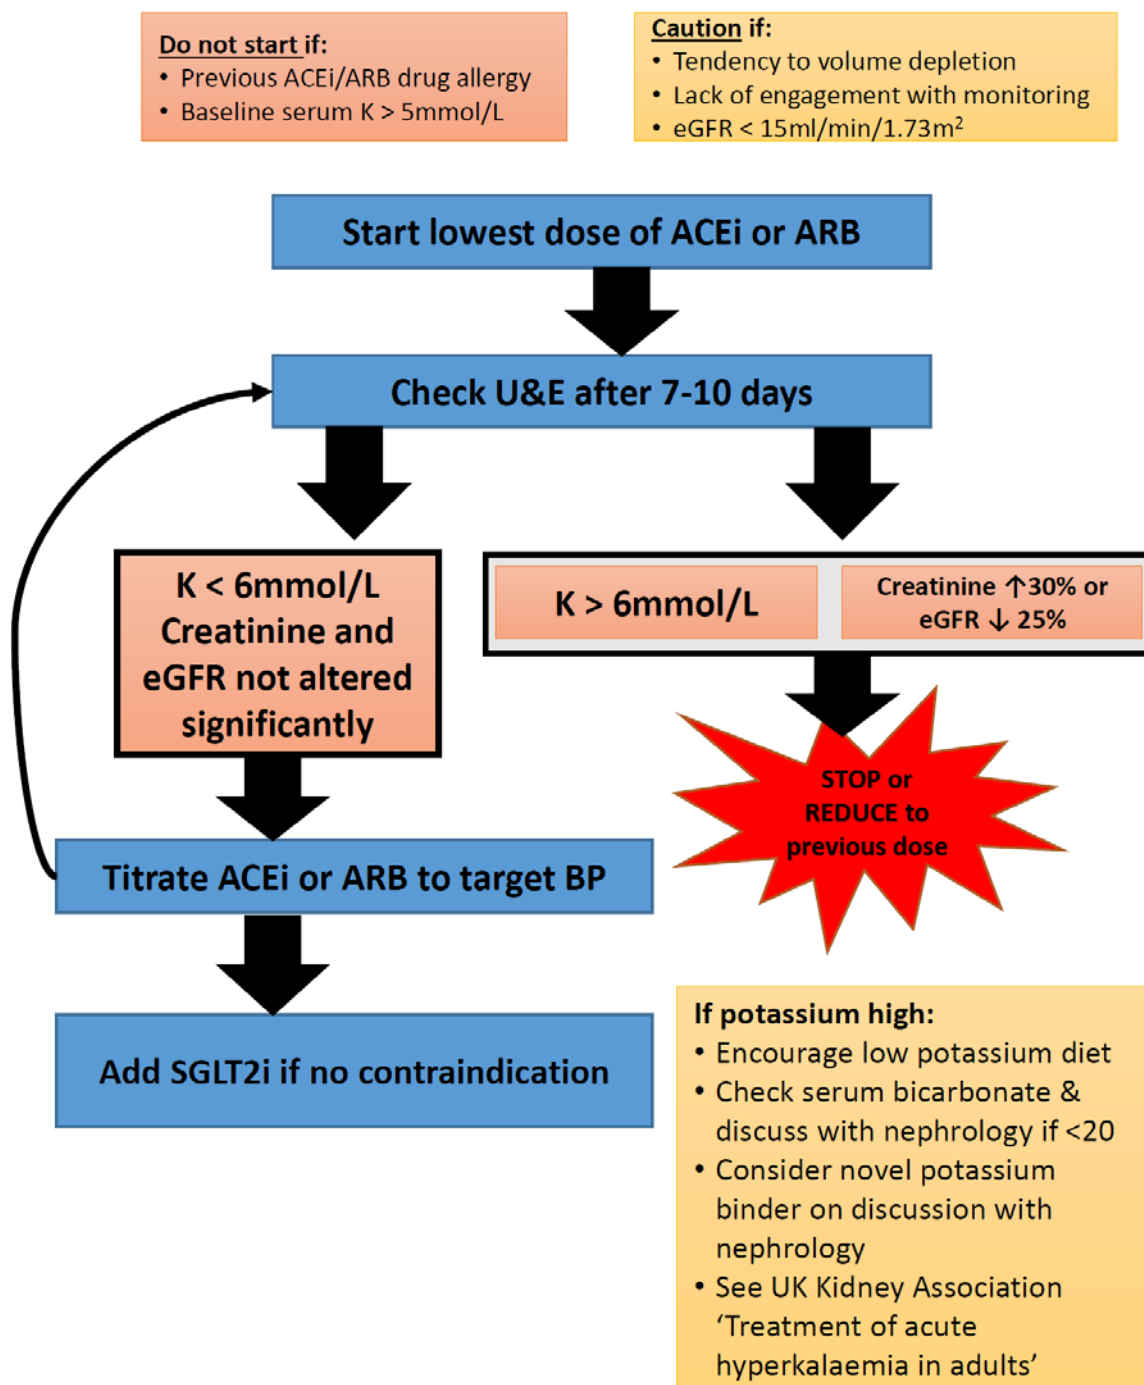 Do not start if:
• Previous ACEi/ARB drug allergy
• Baseline serum K > 5mmol/L
Caution if:
• Tendency to volume depletion
• Lack of engagement with monitoring
• eGFR < 15ml/min/1.73m²
Start lowest dose of ACEi or ARB
Check U&E after 7-10 days
K < 6mmol/L
Creatinine and
eGFR not altered
significantly
K > 6mmol/L
Creatinine ↑30% or
eGFR ↓ 25%
STOP or
REDUCE to
previous dose
Titrate ACEi or ARB to target BP
Add SGLT2i if no contraindication
If potassium high:
• Encourage low potassium diet
• Check serum bicarbonate &
discuss with nephrology if <20
• Consider novel potassium
binder on discussion with
nephrology
• See UK Kidney Association
‘Treatment of acute
hyperkalaemia in adults’